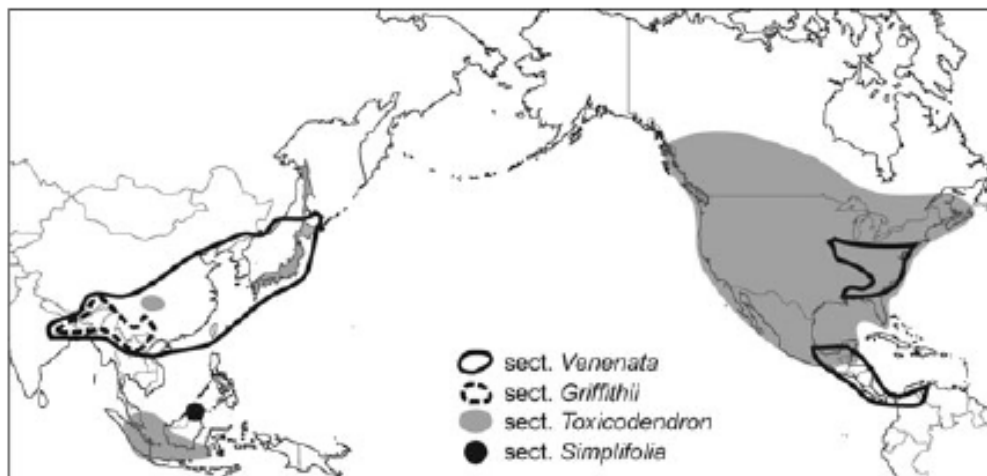 sect. Venenata
sect. Griffithii
sect. Toxicodendron
sect. Simplifolia